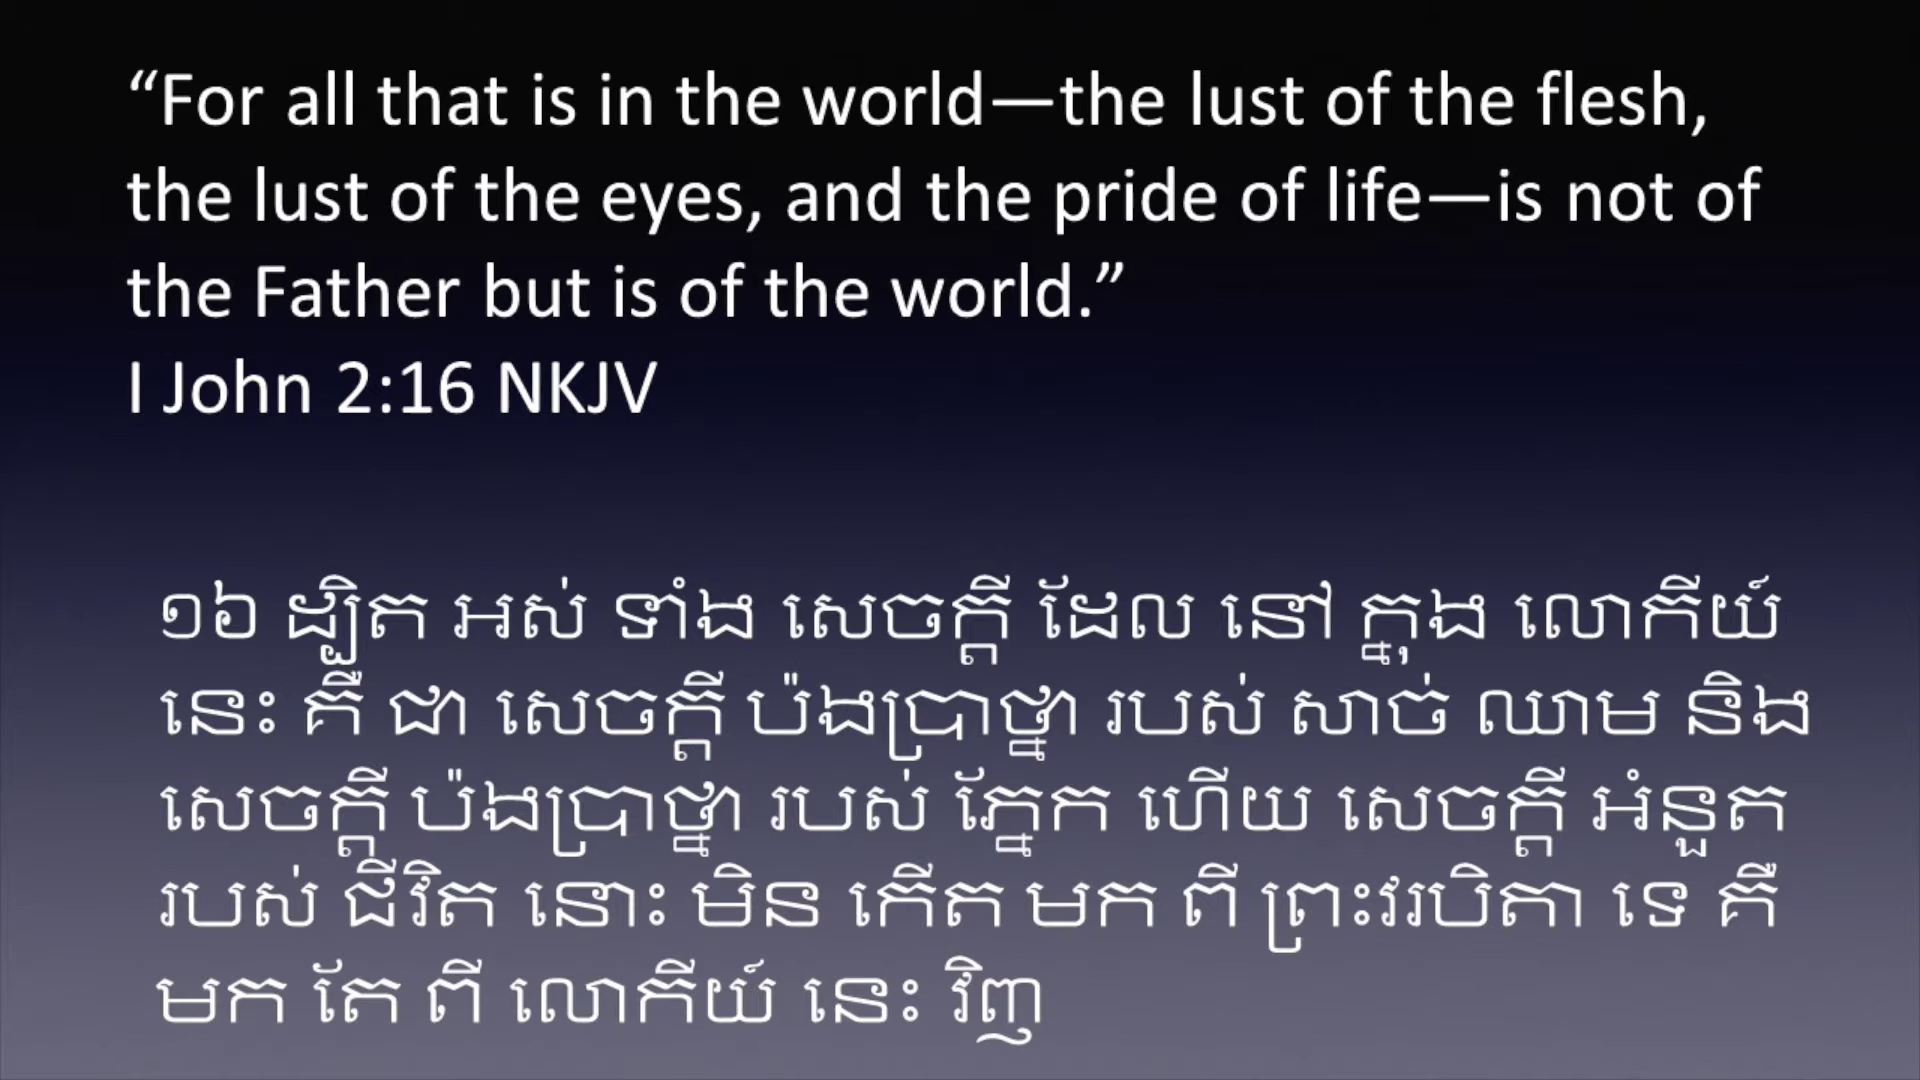 “For all that is in the world—the lust of the flesh,
the lust of the eyes, and the pride of life—is not of
the Father but is of the world.”
I John 2:16 NKJV
១៦ ដ្បិត អស់ ទាំង សេចក្ដី ដែល នៅ ក្នុង លោកីយ៍
នេះ គឺ ជា សេចក្ដី ប៉ងប្រាថ្នា របស់ សាច់ ឈាម និង
សេចក្ដី ប៉ងប្រាថ្នា របស់ ភ្នែក ហើយ សេចក្ដី អំនួត
របស់ ជីវិត នោះ មិន កើត មក ពី ព្រះវរបិតា ទេ គឺ
មក តែ ពី លោកីយ៍ នេះ វិញ